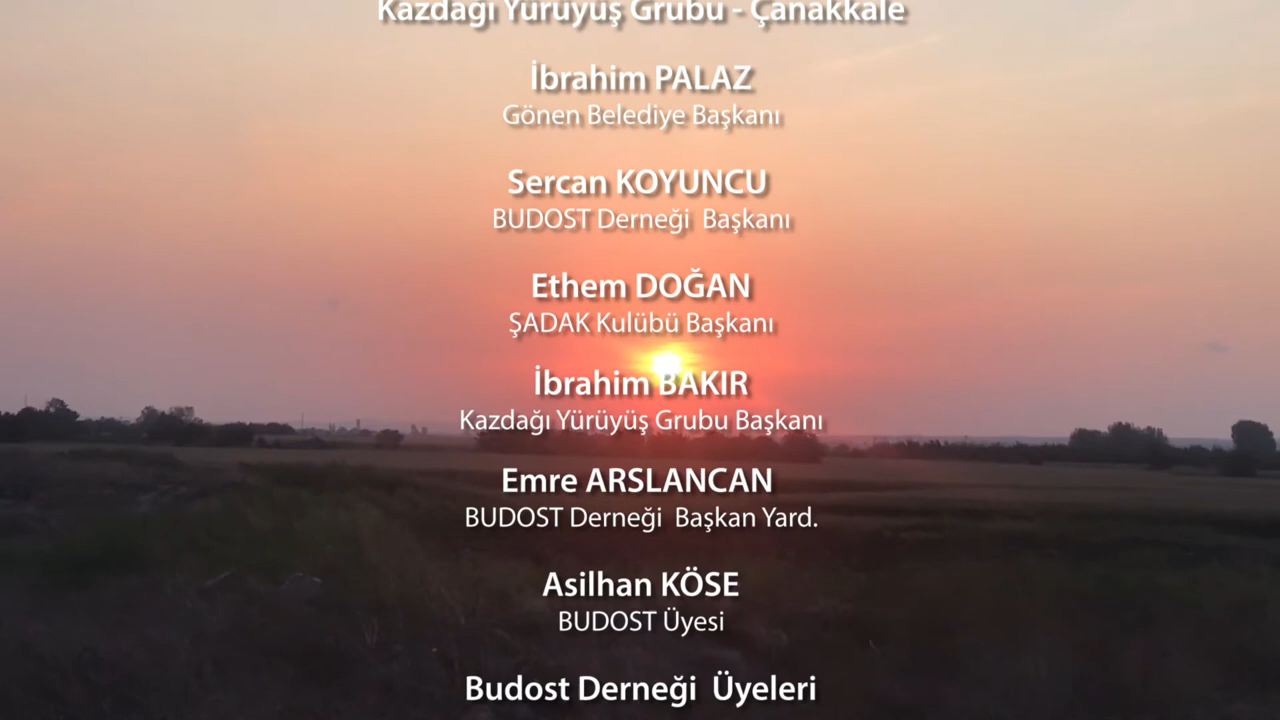 Kazdağı Yürüyüş Grubu - Çanakkale
İbrahim PALAZ
Gönen Belediye Başkanı
Sercan KOYUNCU
BUDOST Derneği  Başkanı
Ethem DOĞAN
ŞADAK Kulübü Başkanı
İbrahim BAKIR
Kazdağı Yürüyüş Grubu Başkanı
Emre ARSLANCAN
BUDOST Derneği  Başkan Yard.
Asilhan KÖSE
BUDOST Üyesi
Budost Derneği  Üyeleri